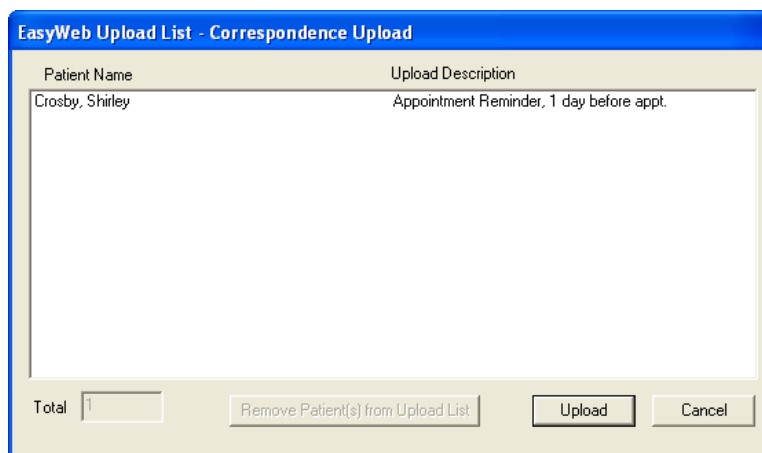 EasyWeb Upload List - Correspondence Upload
Patient Name Upload Description
Crosby, Shirley Appointment Reminder, 1 day before appt.
Total 1 Remove Patient(s) from Upload List Upload Cancel